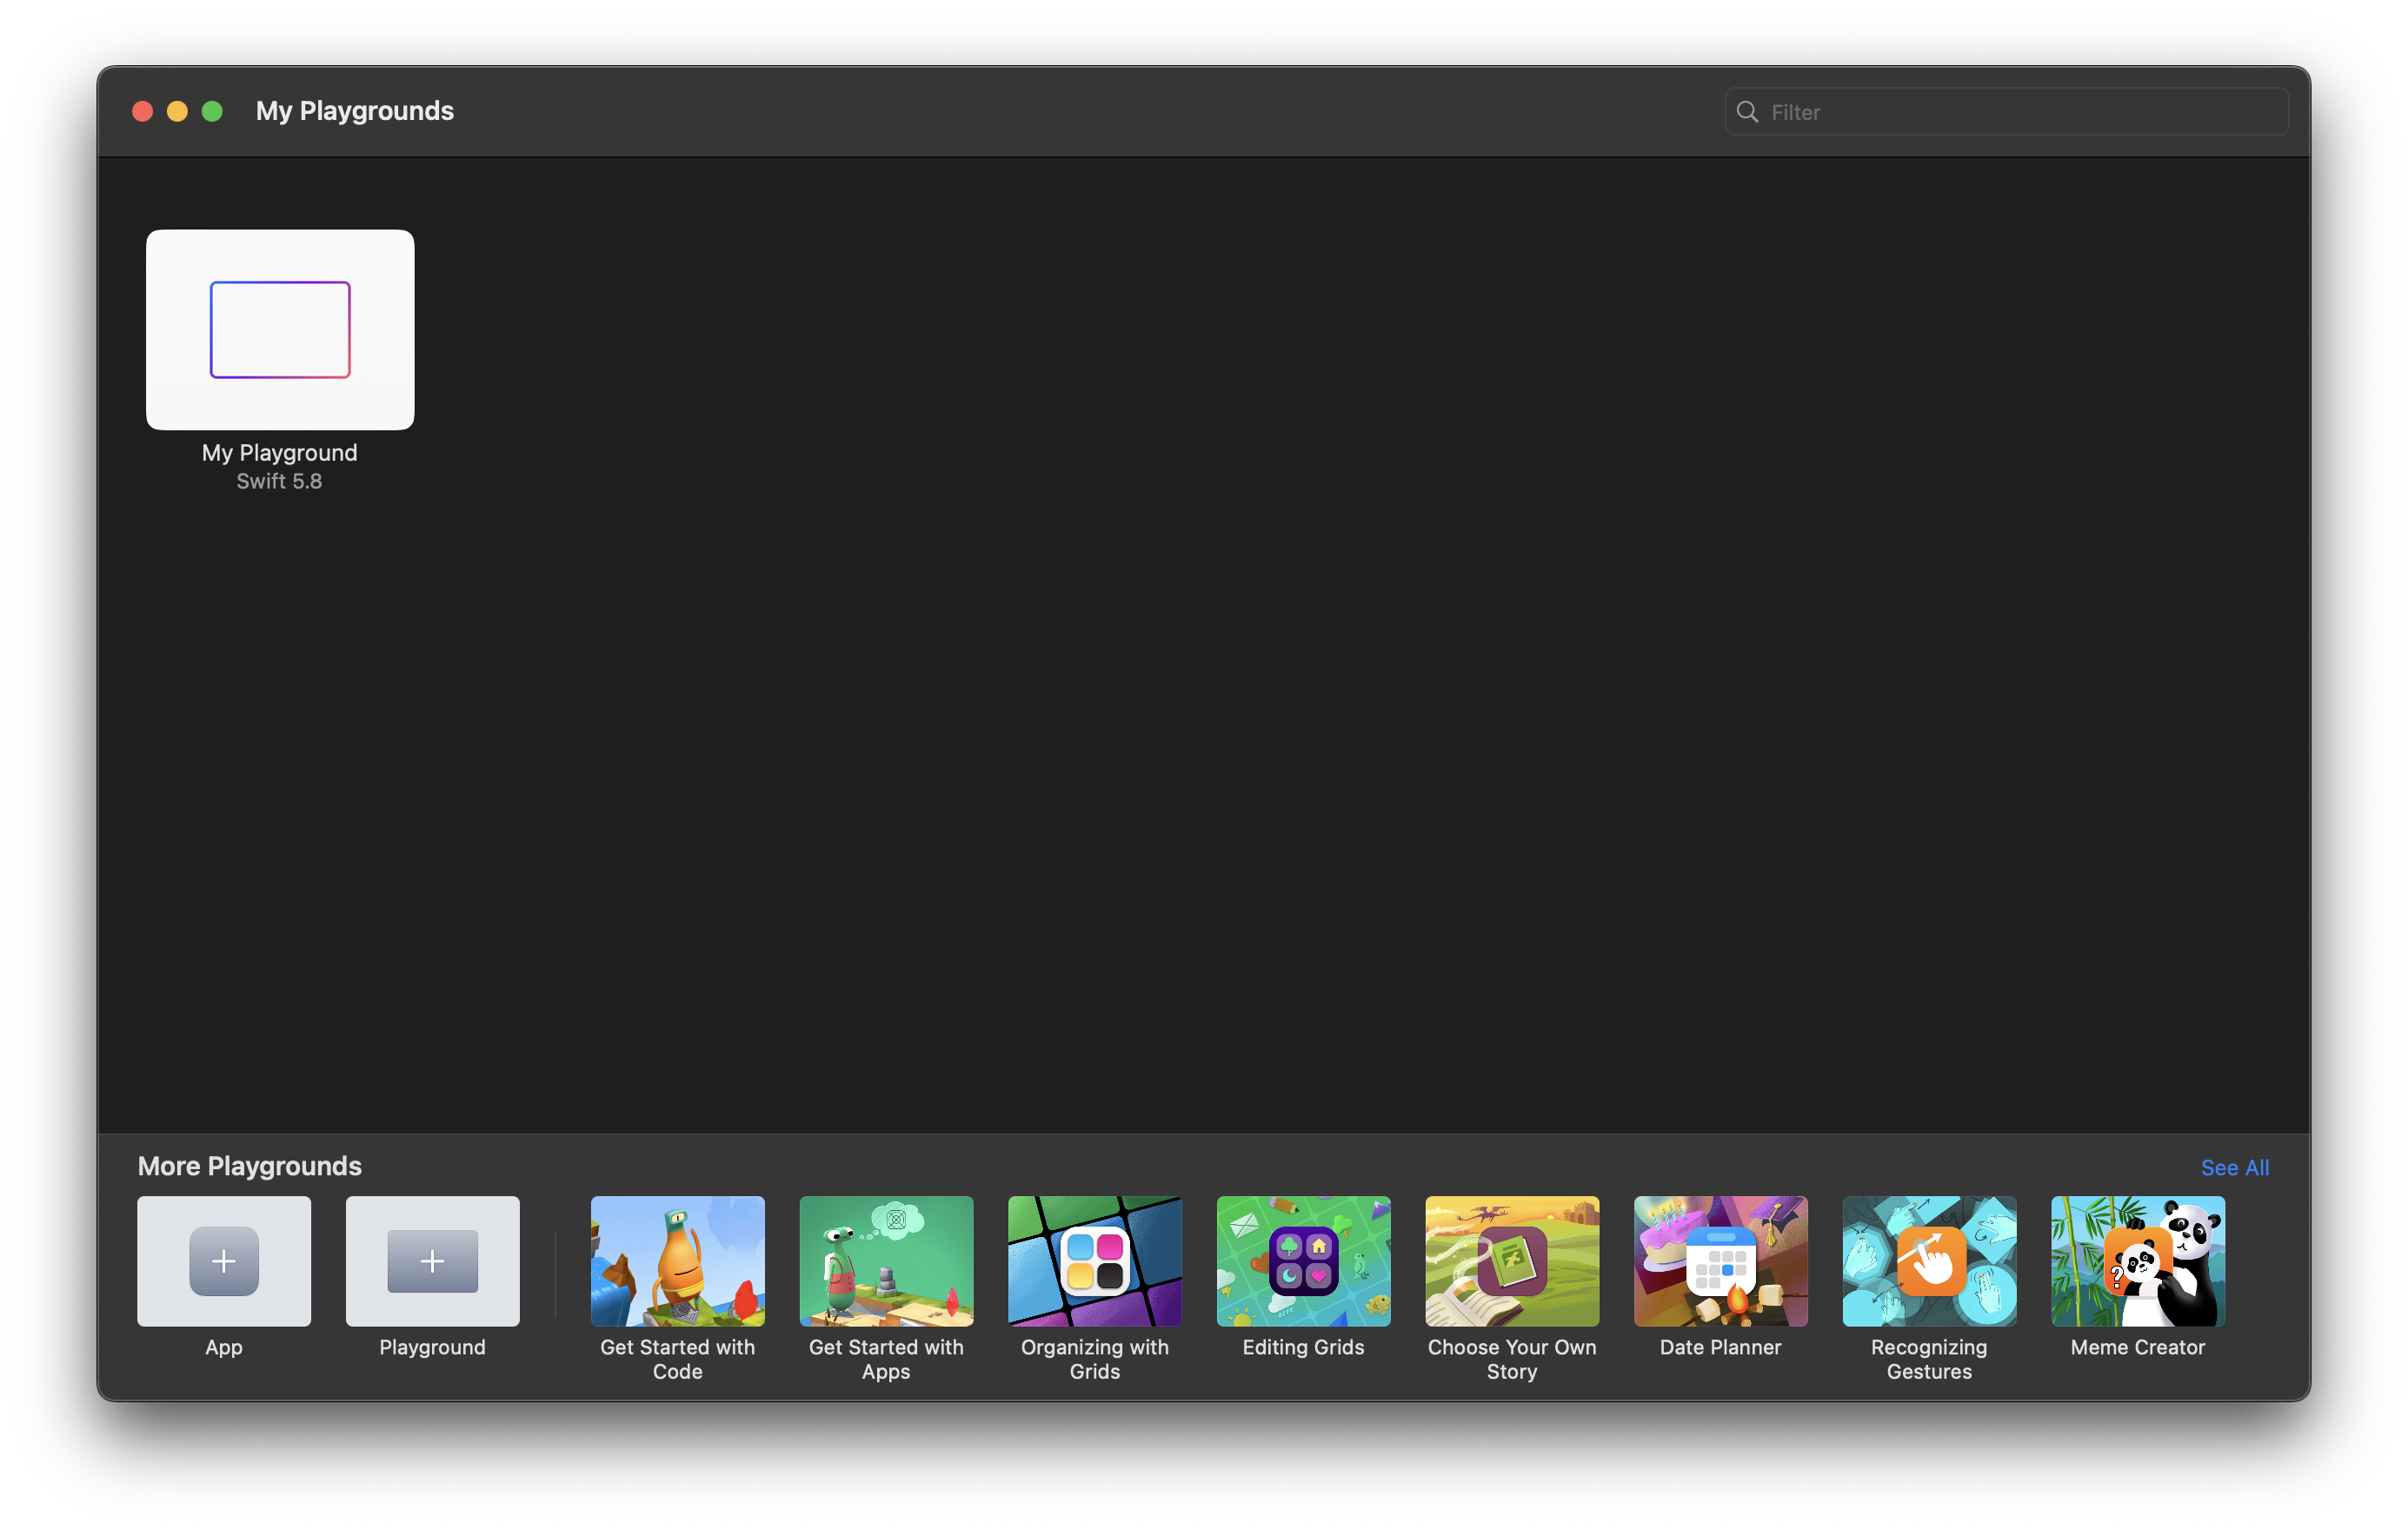 My Playgrounds
Filter
My Playground
Swift 5.8
More Playgrounds
See All
App
Playground
Get Started with
Code
Get Started with
Apps
Organizing with
Grids
Editing Grids
Choose Your Own
Story
Date Planner
Recognizing
Gestures
Meme Creator